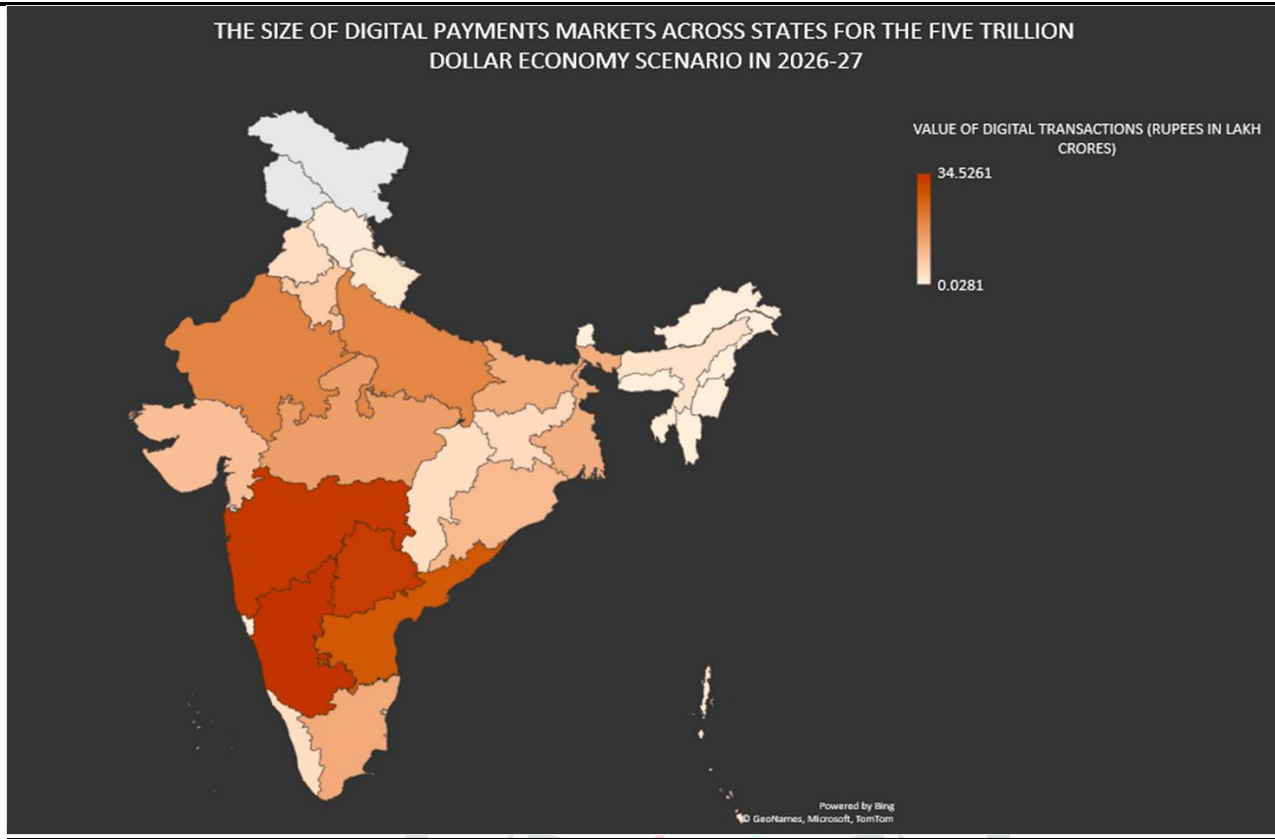 THE SIZE OF DIGITAL PAYMENTS MARKETS ACROSS STATES FOR THE FIVE TRILLION
DOLLAR ECONOMY SCENARIO IN 2026-27
VALUE OF DIGITAL TRANSACTIONS (RUPEES IN LAKH
CRORES)
34.5261
0.0281
Powered by Bing
© GeoNames, Microsoft, TomTom